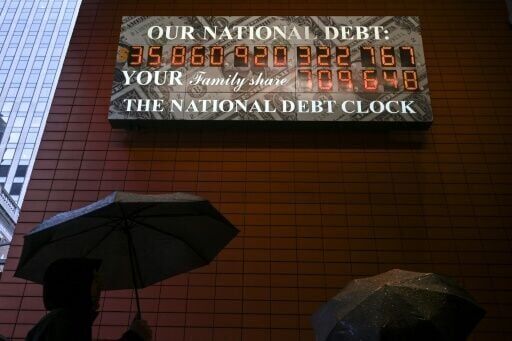 OUR NATIONAL DEBT:
35 860 920 322 767
YOUR Family share 709 648
THE NATIONAL DEBT CLOCK